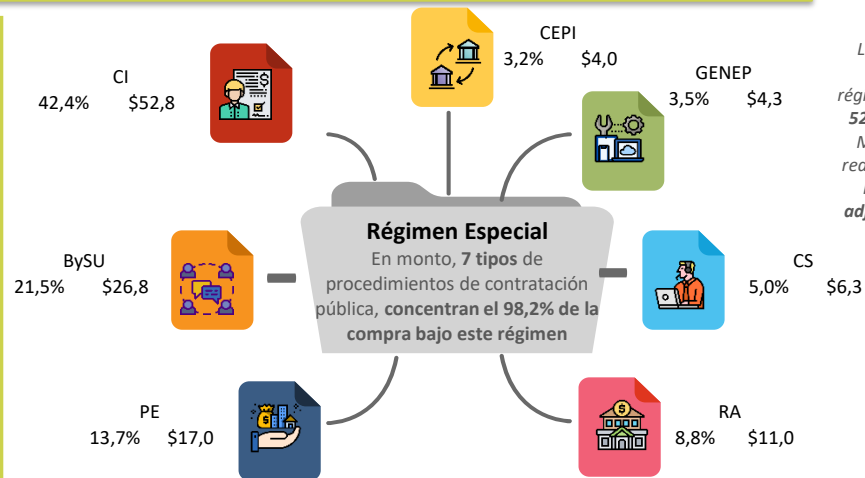 CEPI
3,2% $4,0
CI
42,4% $52,8
GENEP
3,5% $4,3
Régimen Especial
En monto, 7 tipos de
procedimientos de contratación
pública, concentran el 98,2% de la
compra bajo este régimen
BySU
21,5% $26,8
CS
5,0% $6,3
PE
13,7% $17,0
RA
8,8% $11,0